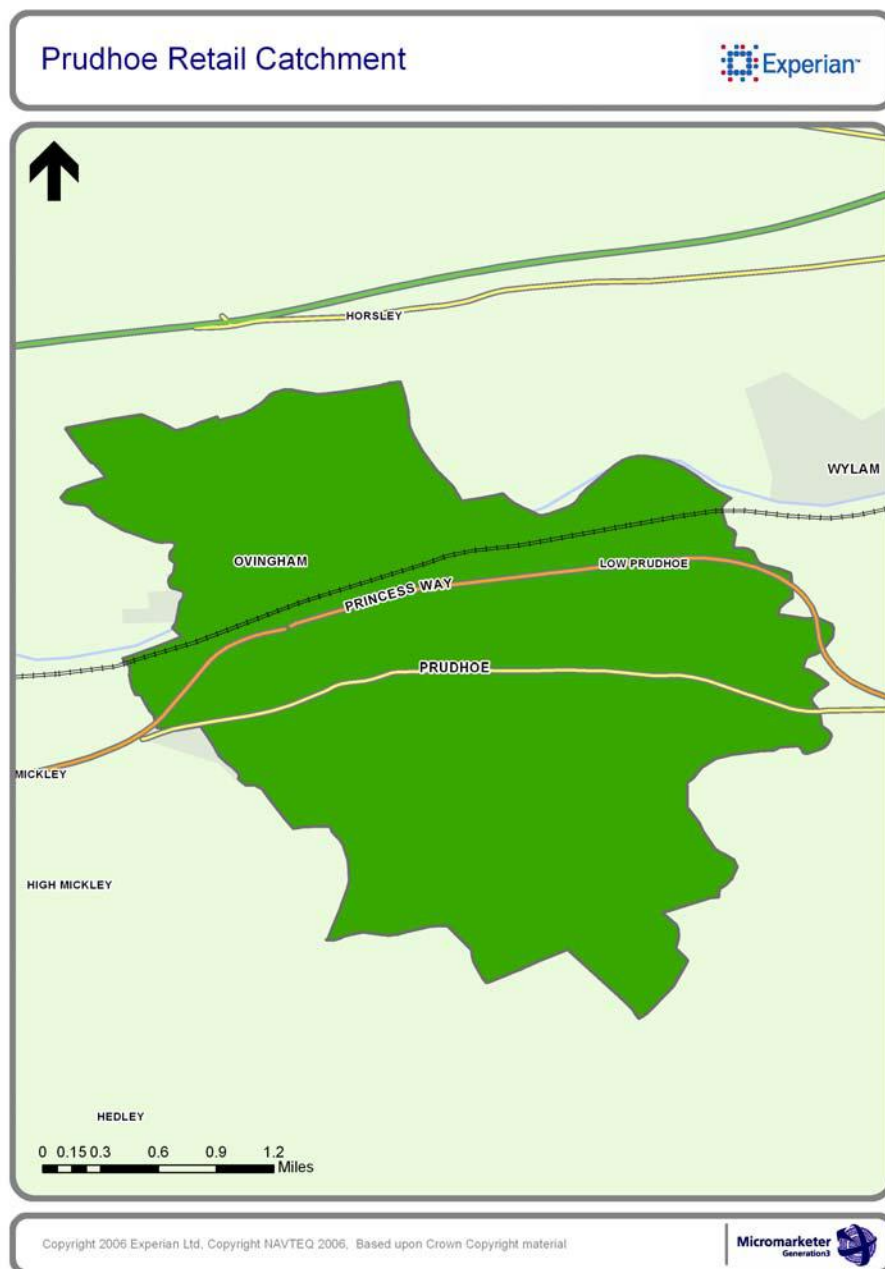 Prudhoe Retail Catchment
Experian™
HORSLEY
WYLAM
OVINGHAM
LOW PRUDHOE
PRINCESS WAY
PRUDHOE
MICKLEY
HIGH MICKLEY
HEDLEY
0 0.15 0.3 0.6 0.9 1.2
Miles
Copyright 2006 Experian Ltd, Copyright NAVTEQ 2006, Based upon Crown Copyright material
Micromarketer
Generation3